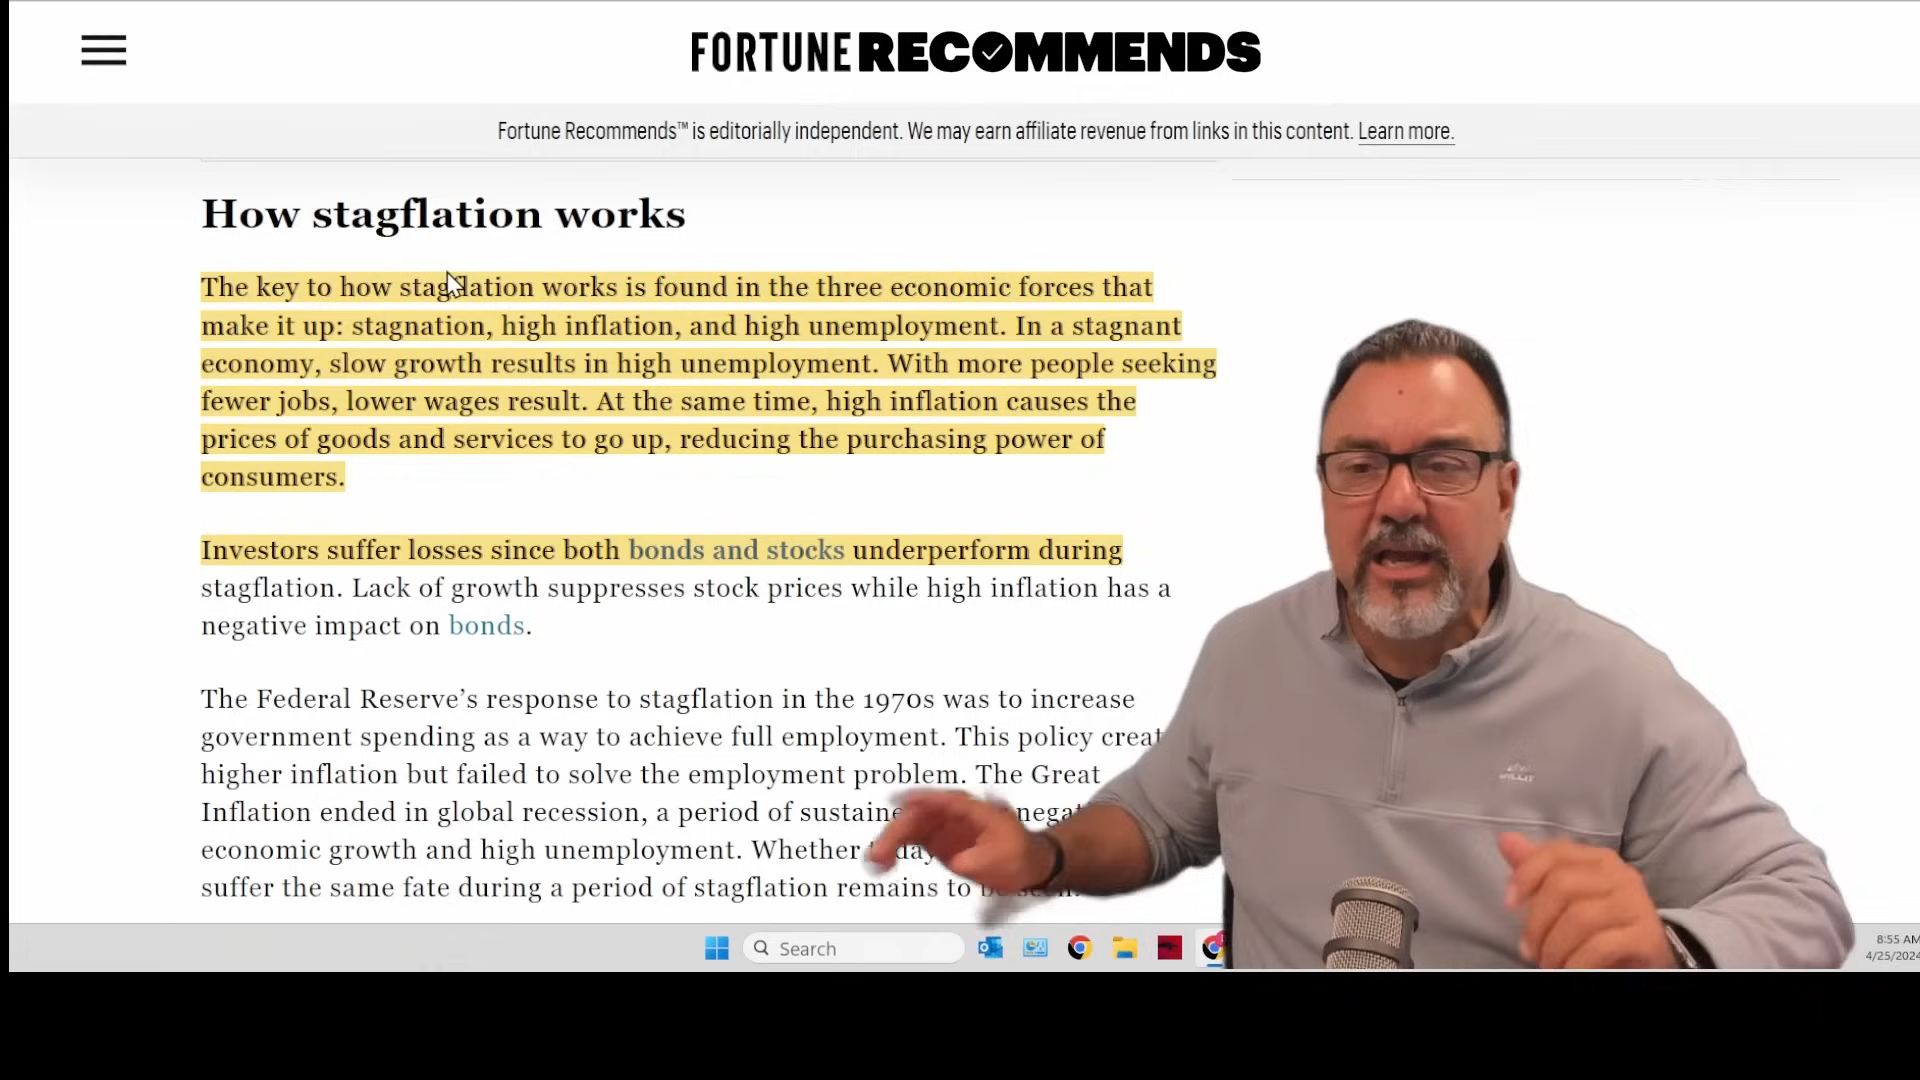 FORTUNE RECOMMENDS
Fortune Recommends™ is editorially independent. We may earn affiliate revenue from links in this content. Learn more.
How stagflation works
The key to how stagflation works is found in the three economic forces that
make it up: stagnation, high inflation, and high unemployment. In a stagnant
economy, slow growth results in high unemployment. With more people seeking
fewer jobs, lower wages result. At the same time, high inflation causes the
prices of goods and services to go up, reducing the purchasing power of
consumers.
Investors suffer losses since both bonds and stocks underperform during
stagflation. Lack of growth suppresses stock prices while high inflation has a
negative impact on bonds.
The Federal Reserve’s response to stagflation in the 1970s was to increase
government spending as a way to achieve full employment. This policy
higher inflation but failed to solve the employment problem. The Great
Inflation ended in global recession, a period of
economic growth and high unemployment. Whether
suffer the same fate during a period of stagflation remains to
Search
8:55 AM
4/25/2024